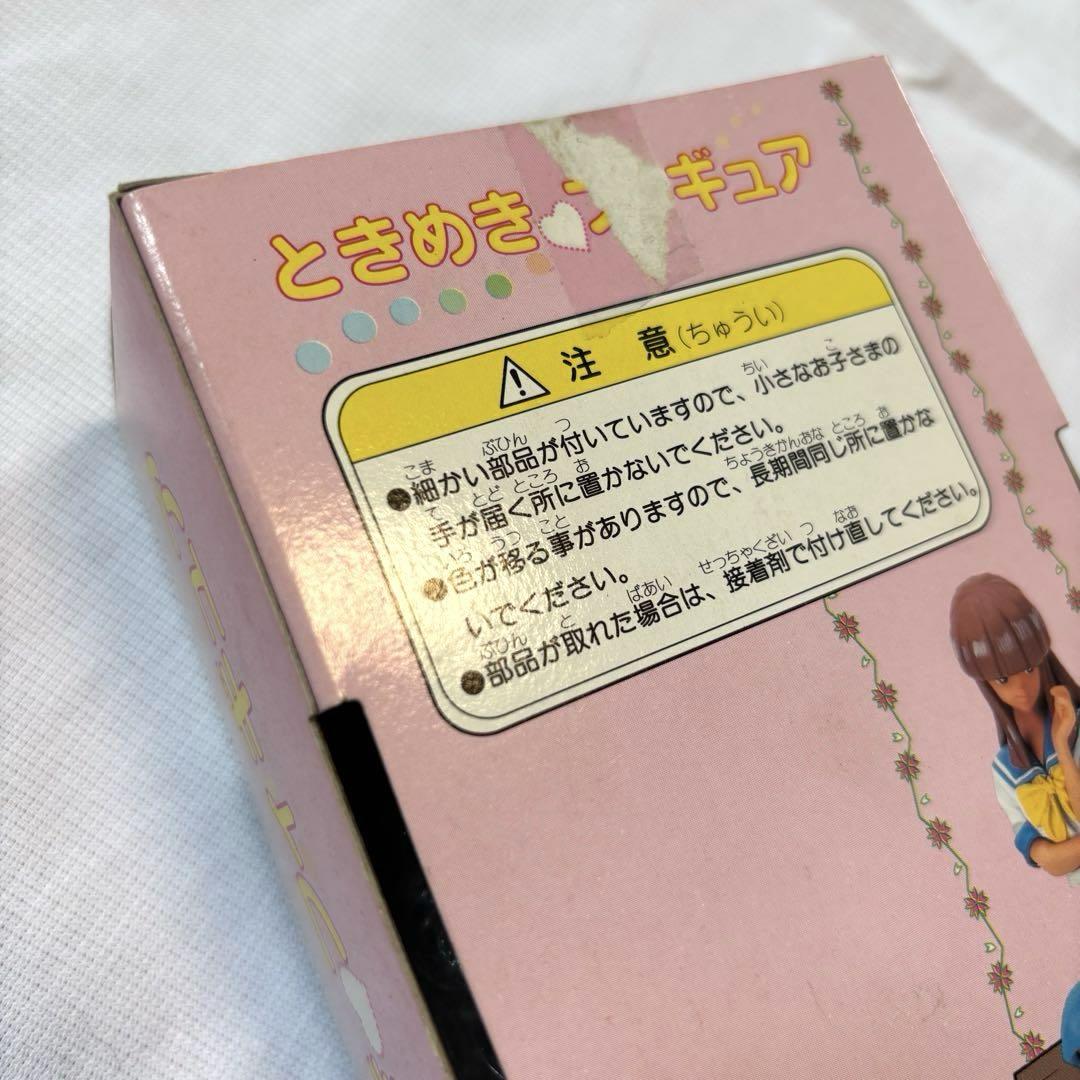 ときめき♡フィギュア
⚠ 注 意(ちゅうい)
●細かい部品が付いていますので、小さなお子さまの
手が届く所に置かないでください。
●色が移る事がありますので、長期間同じ所に置かな
いでください。
●部品が取れた場合は、接着剤で付け直してください。